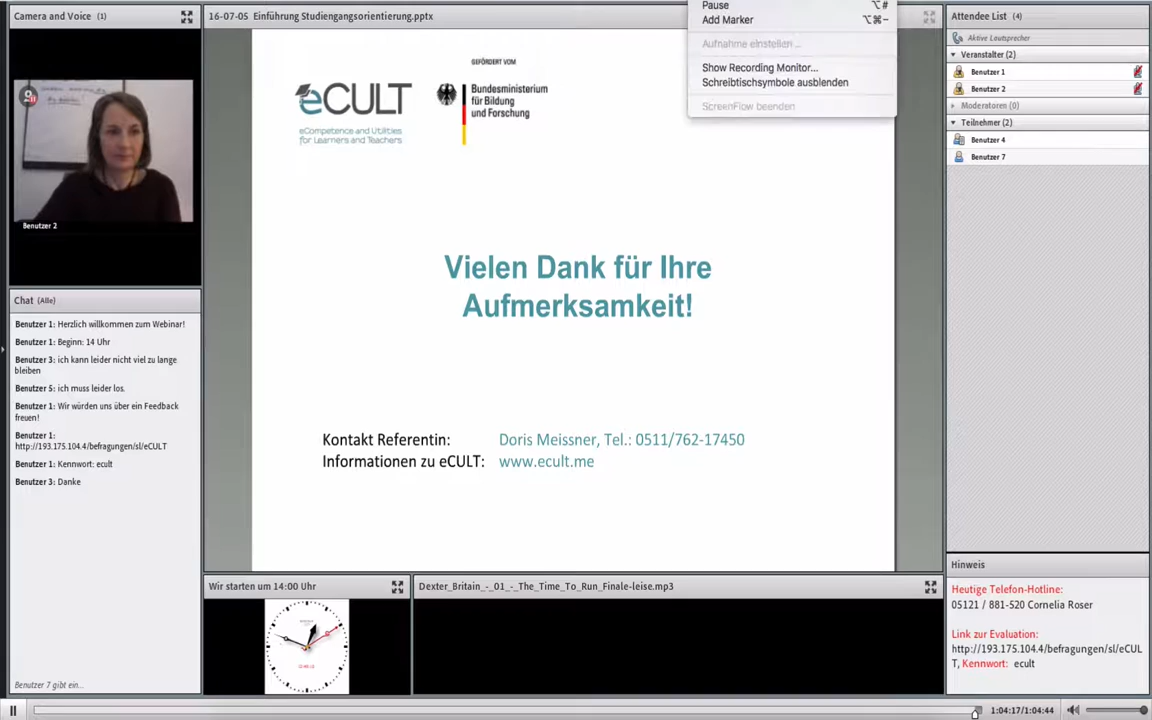 Camera and Voice (1)
16-07-05 Einführung Studiengangsorientierung.pptx
Pause ⌥#
Add Marker ⌥⌘–
Aufnahme einstellen ...
Show Recording Monitor...
Schreibtischsymbole ausblenden
ScreenFlow beenden
Attendee List (4)
Aktive Lautsprecher
Veranstalter (2)
Benutzer 1
Benutzer 2
Moderatoren (0)
Teilnehmer (2)
Benutzer 4
Benutzer 7
Benutzer 2
GEFÖRDERT VOM
eCULT
eCompetence and Utilities
for Learners and Teachers
Bundesministerium
für Bildung
und Forschung
Vielen Dank für Ihre
Aufmerksamkeit!
Kontakt Referentin: Doris Meissner, Tel.: 0511/762-17450
Informationen zu eCULT: www.ecult.me
Chat (Alle)
Benutzer 1: Herzlich willkommen zum Webinar!
Benutzer 1: Beginn: 14 Uhr
Benutzer 3: ich kann leider nicht viel zu lange
bleiben
Benutzer 5: ich muss leider los.
Benutzer 1: Wir würden uns über ein Feedback
freuen!
Benutzer 1:
http://193.175.104.4/befragungen/sl/eCULT
Benutzer 1: Kennwort: ecult
Benutzer 3: Danke
Benutzer 7 gibt ein...
Wir starten um 14:00 Uhr
Dexter_Britain_-_01_-_The_Time_To_Run_Finale-leise.mp3
Hinweis
Heutige Telefon-Hotline:
05121 / 881-520 Cornelia Roser
Link zur Evaluation:
http://193.175.104.4/befragungen/sl/eCUL
T, Kennwort: ecult
1:04:17/1:04:44